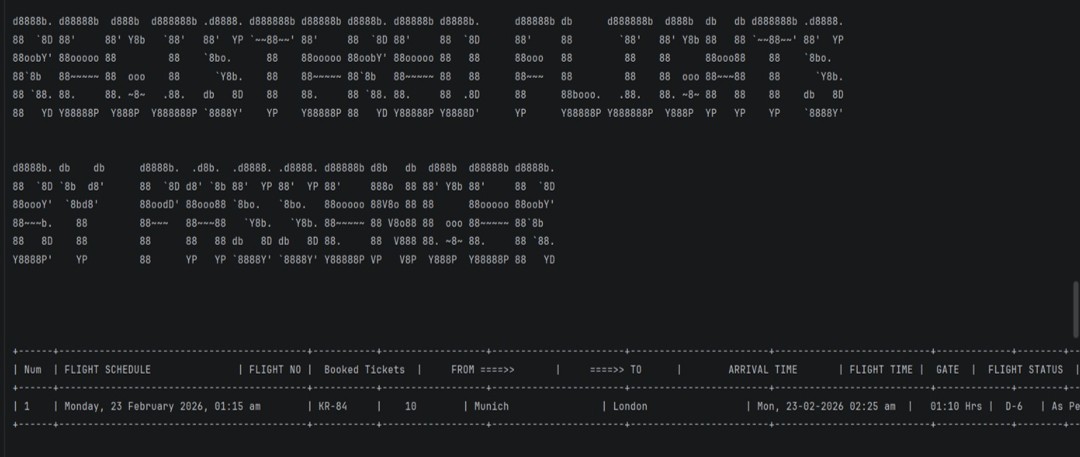 REGISTERED FLIGHTS
BY PASSENGER
| Num | FLIGHT SCHEDULE | FLIGHT NO | Booked Tickets | FROM ====>> | ====>> TO | ARRIVAL TIME | FLIGHT TIME | GATE | FLIGHT STATUS |
| 1 | Monday, 23 February 2026, 01:15 am | KR-84 | 10 | Munich | London | Mon, 23-02-2026 02:25 am | 01:10 Hrs | D-6 | As Pe